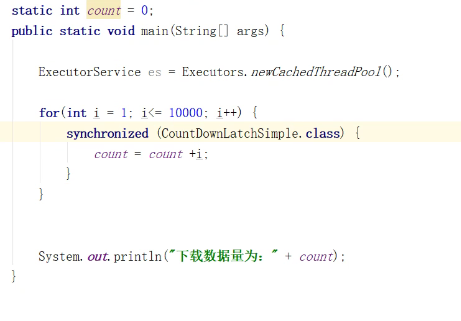 static int count = 0;
public static void main(String[] args) {
ExecutorService es = Executors.newCachedThreadPool();
for(int i = 1; i<= 10000; i++) {
synchronized (CountDownLatchSimple.class) {
count = count +i;
}
}
System.out.println("下载数据量为：" + count);
}